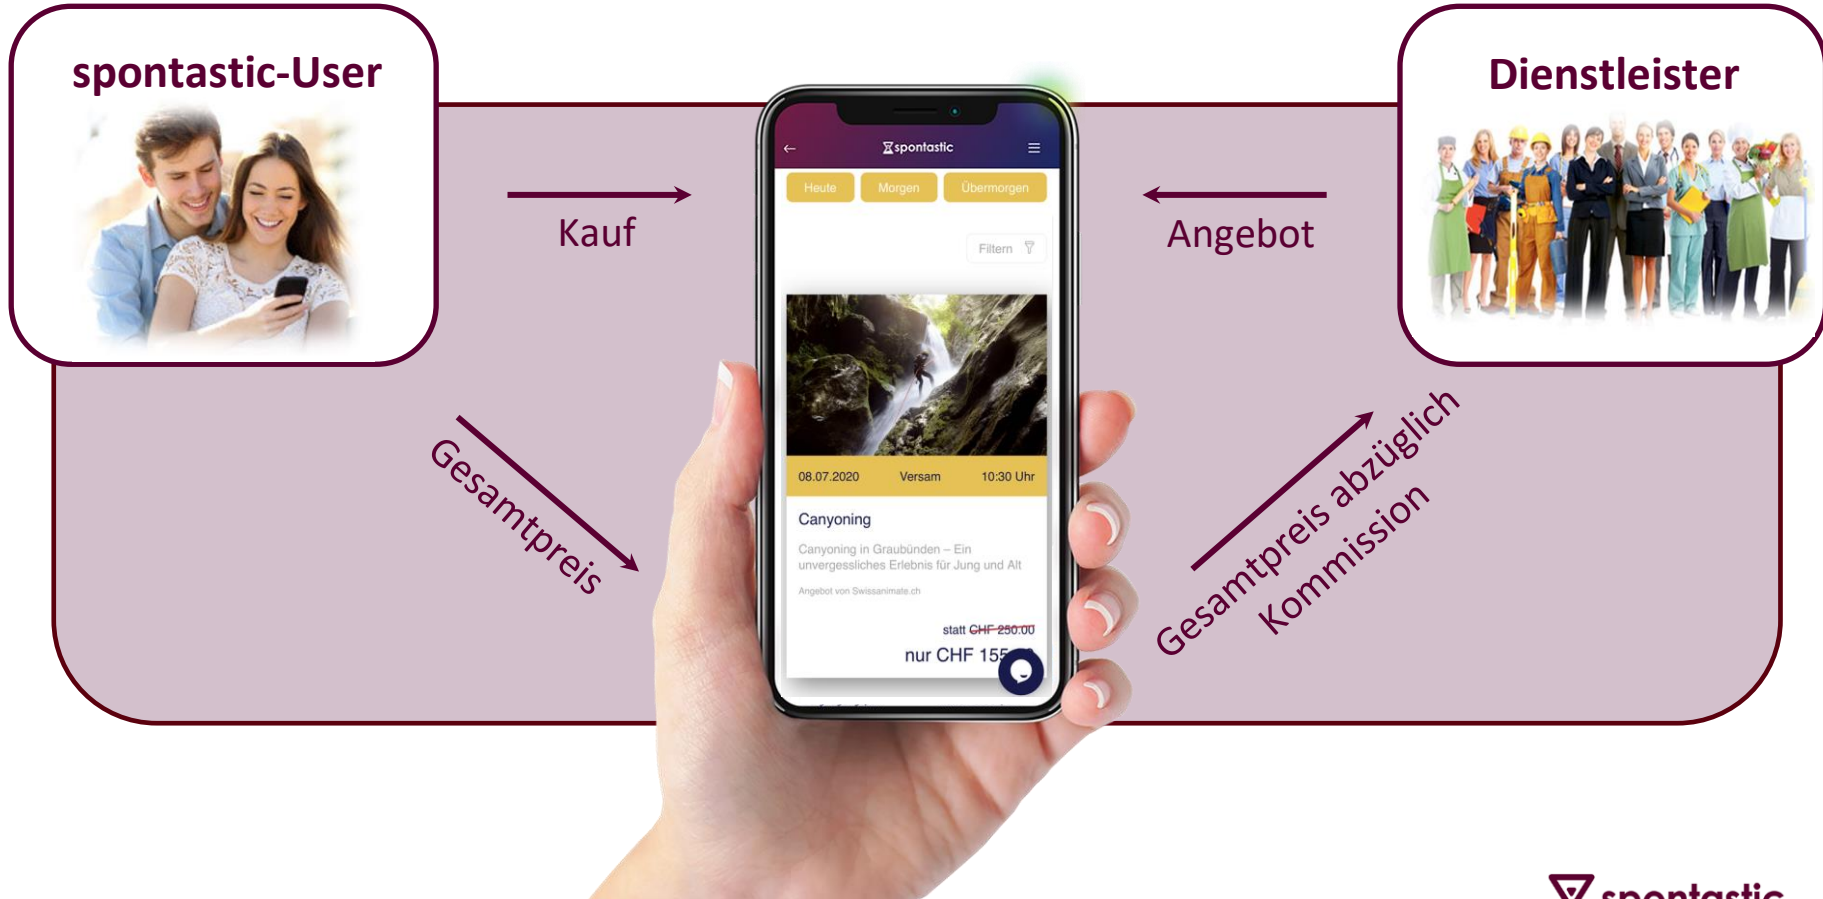 spontastic-User
Dienstleister
spontastic
Heute Morgen Übermorgen
Kauf
Angebot
Filtern
Gesamtpreis
Gesamtpreis abzüglich
Kommission
08.07.2020 Versam 10:30 Uhr
Canyoning
Canyoning in Graubünden – Ein
unvergessliches Erlebnis für Jung und Alt
Angebot von Swissanimate.ch
statt CHF 250.00
nur CHF 155
spontastic